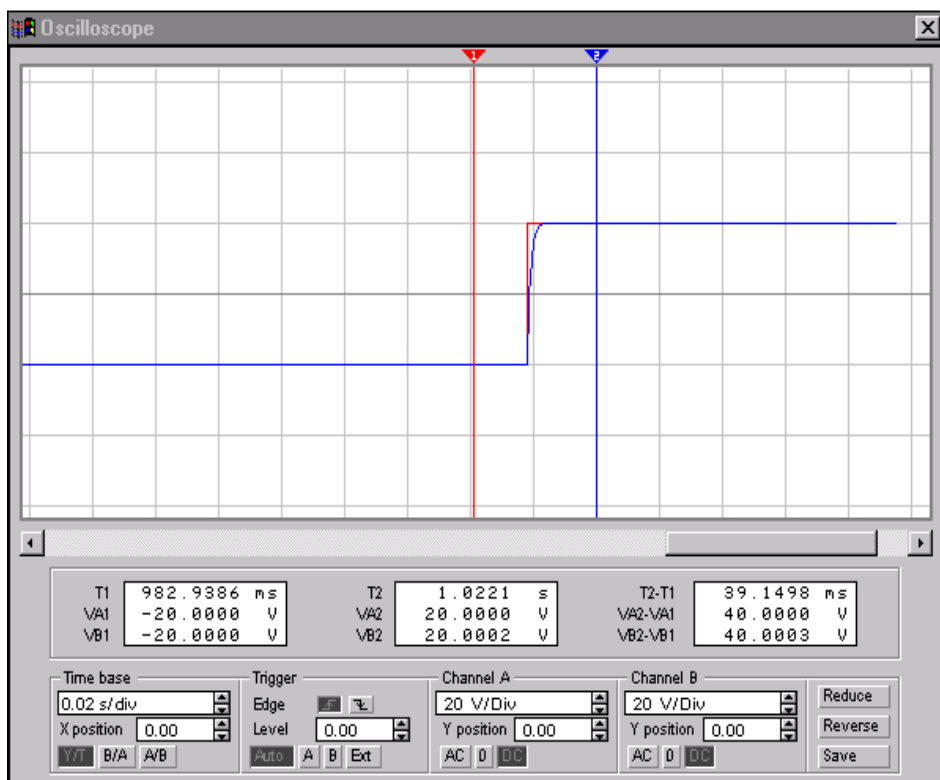 Oscilloscope
1 2
T1 982.9386 ms T2 1.0221 s T2-T1 39.1498 ms
VA1 -20.0000 V VA2 20.0000 V VA2-VA1 40.0000 V
VB1 -20.0000 V VB2 20.0002 V VB2-VB1 40.0003 V
Time base Trigger Channel A Channel B
0.02 s/div Edge 20 V/Div 20 V/Div Reduce
X position 0.00 Level 0.00 Y position 0.00 Y position 0.00 Reverse
Y/T B/A A/B Auto A B Ext AC 0 DC AC 0 DC Save